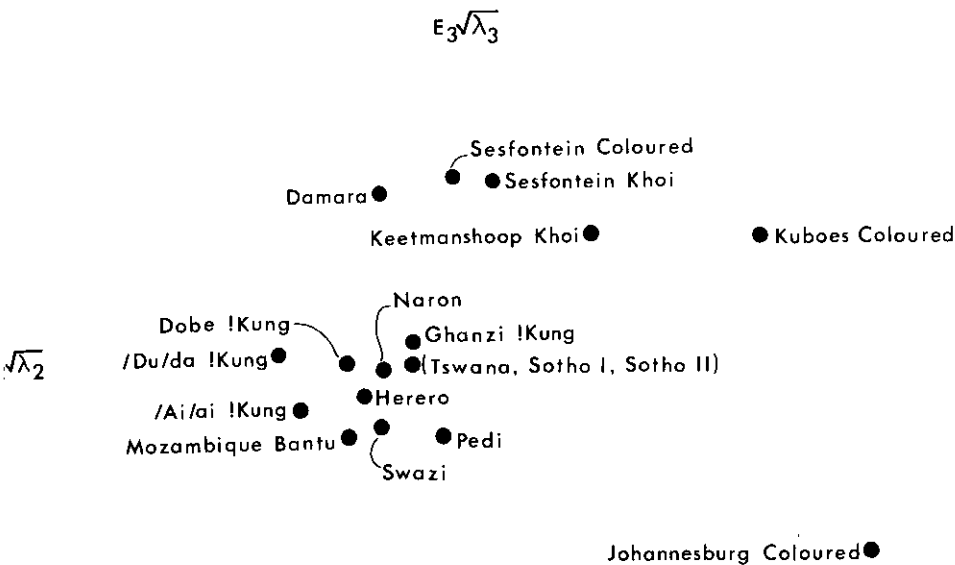 E₃√λ₃
Sesfontein Coloured
Sesfontein Khoi
Damara
Keetmanshoop Khoi
Kuboes Coloured
Naron
Dobe !Kung
Ghanzi !Kung
√λ₂
/Du/da !Kung
(Tswana, Sotho I, Sotho II)
Herero
/Ai/ai !Kung
Mozambique Bantu
Pedi
Swazi
Johannesburg Coloured